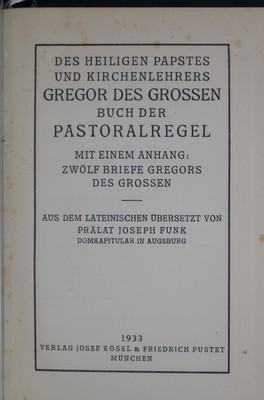 DES HEILIGEN PAPSTES
UND KIRCHENLEHRERS
GREGOR DES GROSSEN
BUCH DER
PASTORALREGEL
MIT EINEM ANHANG:
ZWÖLF BRIEFE GREGORS
DES GROSSEN
AUS DEM LATEINISCHEN ÜBERSETZT VON
PRÄLAT JOSEPH FUNK
DOMKAPITULAR IN AUGSBURG
1933
VERLAG JOSEF KÖSEL & FRIEDRICH PUSTET
MÜNCHEN